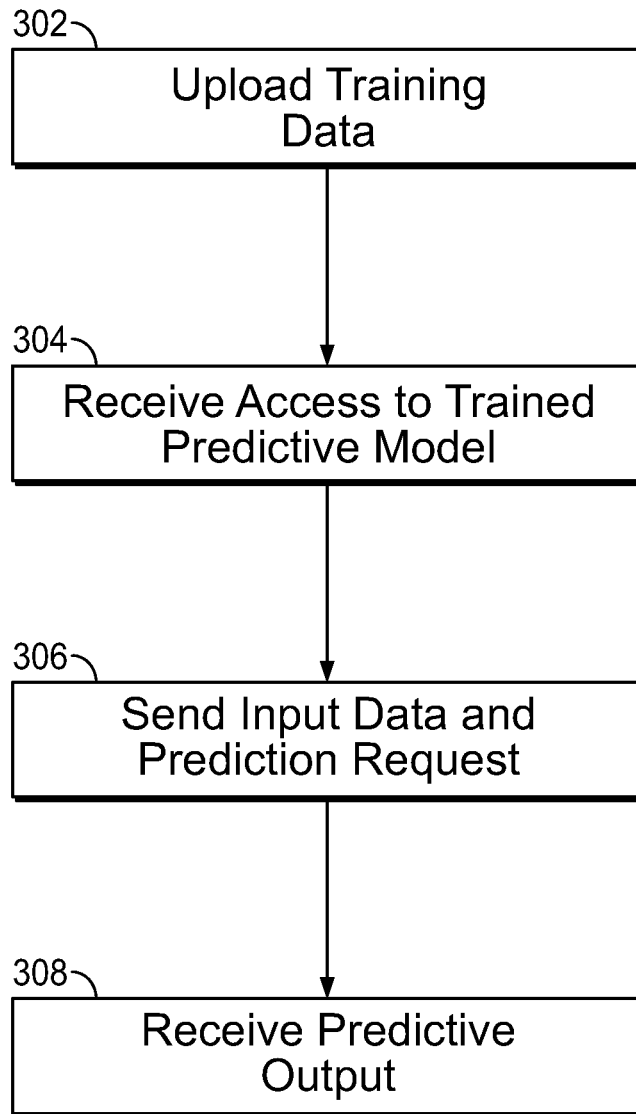 302
Upload Training
Data
304
Receive Access to Trained
Predictive Model
306
Send Input Data and
Prediction Request
308
Receive Predictive
Output